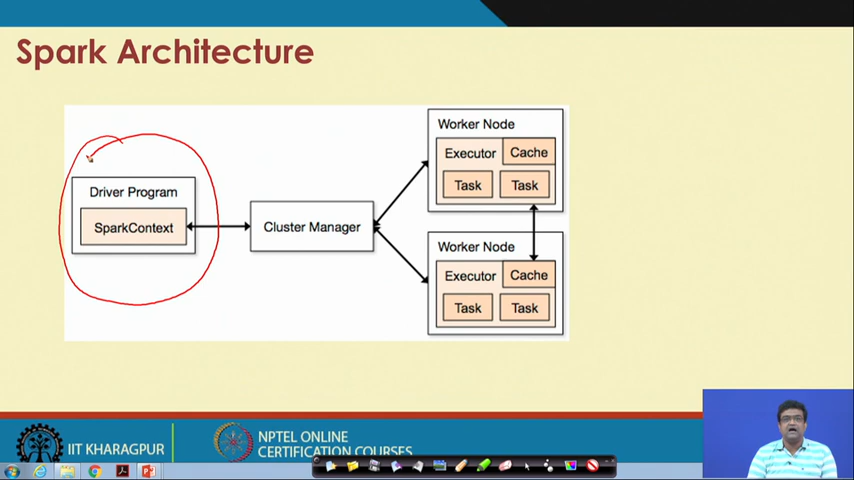 Spark Architecture
Driver Program
SparkContext
Cluster Manager
Worker Node
Executor
Cache
Task
Task
Worker Node
Executor
Cache
Task
Task
IIT KHARAGPUR
NPTEL ONLINE
CERTIFICATION COURSES